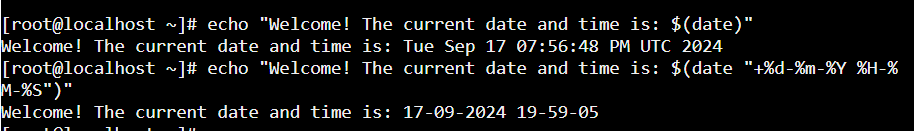 [root@localhost ~]# echo "Welcome! The current date and time is: $(date)"
Welcome! The current date and time is: Tue Sep 17 07:56:48 PM UTC 2024
[root@localhost ~]# echo "Welcome! The current date and time is: $(date "+%d-%m-%Y %H-%
M-%S")"
Welcome! The current date and time is: 17-09-2024 19-59-05